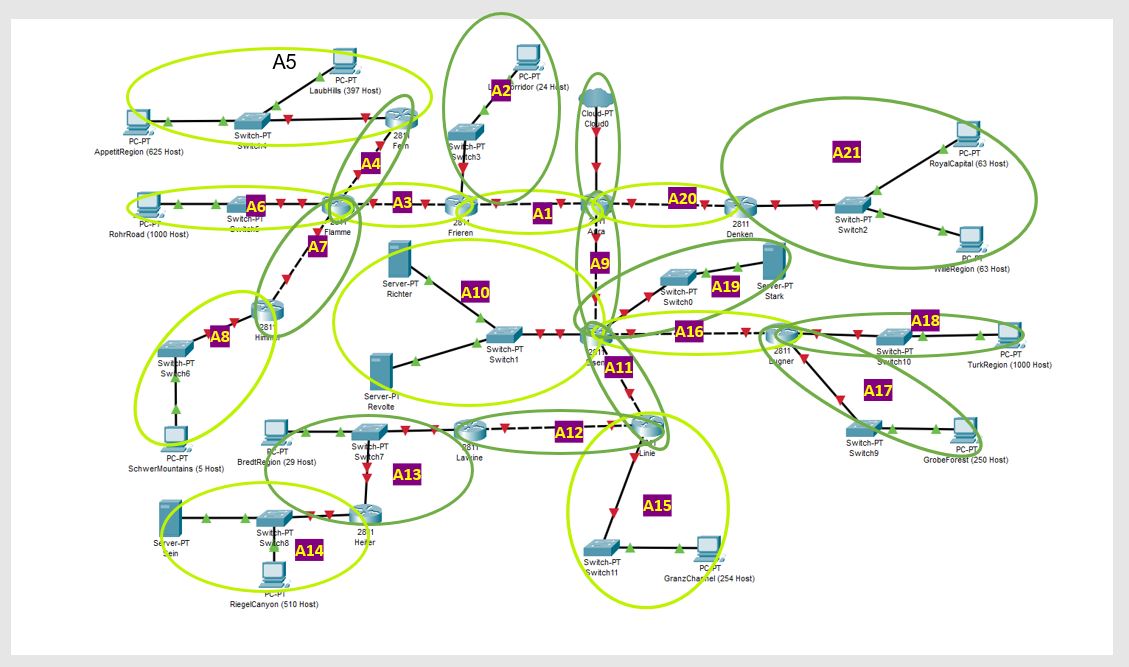 A5
PC-PT
LaubHills (397 Host)
PC-PT
AppetitRegion (625 Host)
Switch-PT
2811
Fern
A4
A2
PC-PT
(24 Host)
Switch-PT
Switch3
Cloud-PT
Cloud0
A21
PC-PT
RoyalCapital (63 Host)
Switch-PT
Switch2
PC-PT
WilleRegion (63 Host)
A6
PC-PT
RohrRoad (1000 Host)
Switch-PT
Switch5
2811
Flamme
A3
2811
Frieren
A1
Aura
A20
2811
Denken
A7
Server-PT
Richter
A10
A9
Switch-PT
Switch0
A19
Server-PT
Stark
2811
Himmel
A8
Switch-PT
Switch6
Switch-PT
Switch1
2811
A16
2811
Lugner
A18
Switch-PT
Switch10
PC-PT
TurkRegion (1000 Host)
A11
Server-PT
Revolte
A17
PC-PT
SchwerMountains (5 Host)
PC-PT
BredtRegion (29 Host)
Switch-PT
Switch7
2811
Lawine
A12
Linie
Switch-PT
Switch9
PC-PT
GrobeForest (250 Host)
A13
A15
Server-PT
Sein
Switch-PT
Switch8
2811
Heiter
A14
PC-PT
RiegelCanyon (510 Host)
Switch-PT
Switch11
PC-PT
GranzChannel (254 Host)